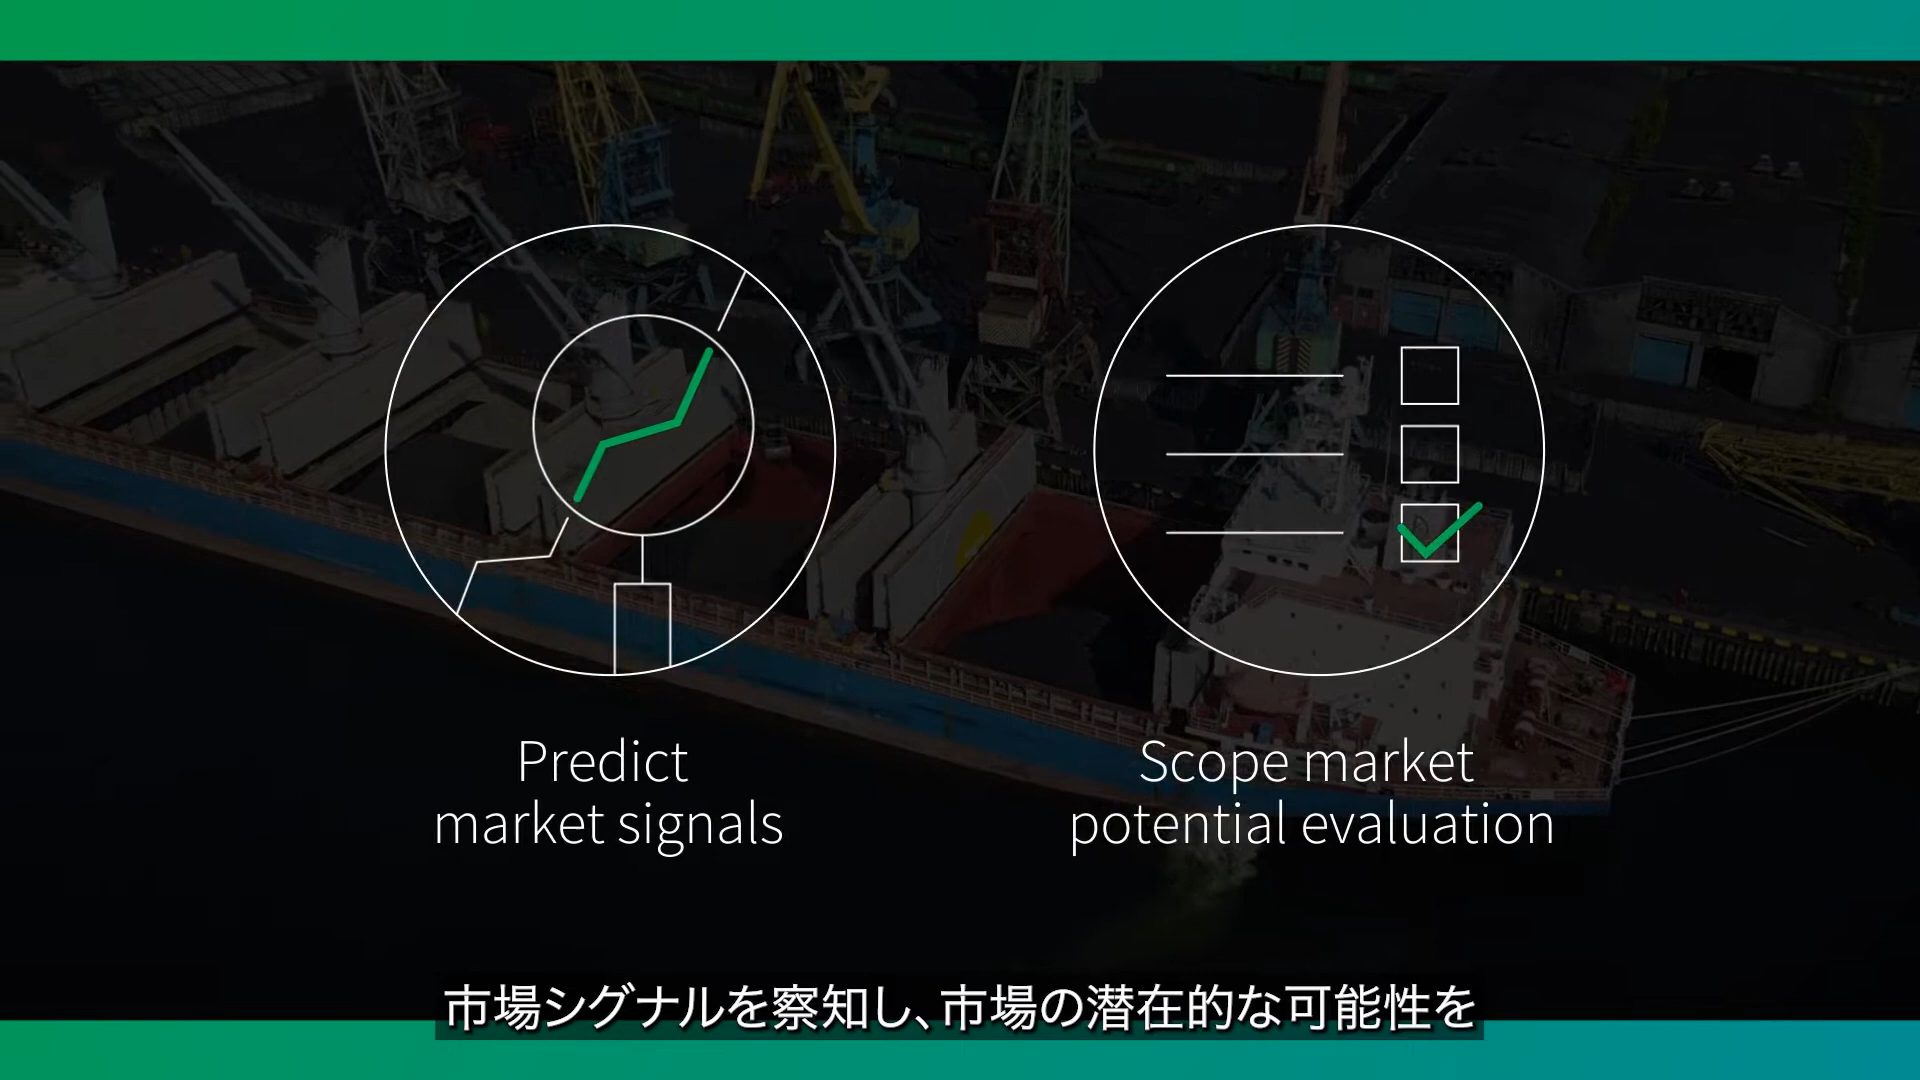 Predict
market signals
Scope market
potential evaluation
市場シグナルを察知し、市場の潜在的な可能性を